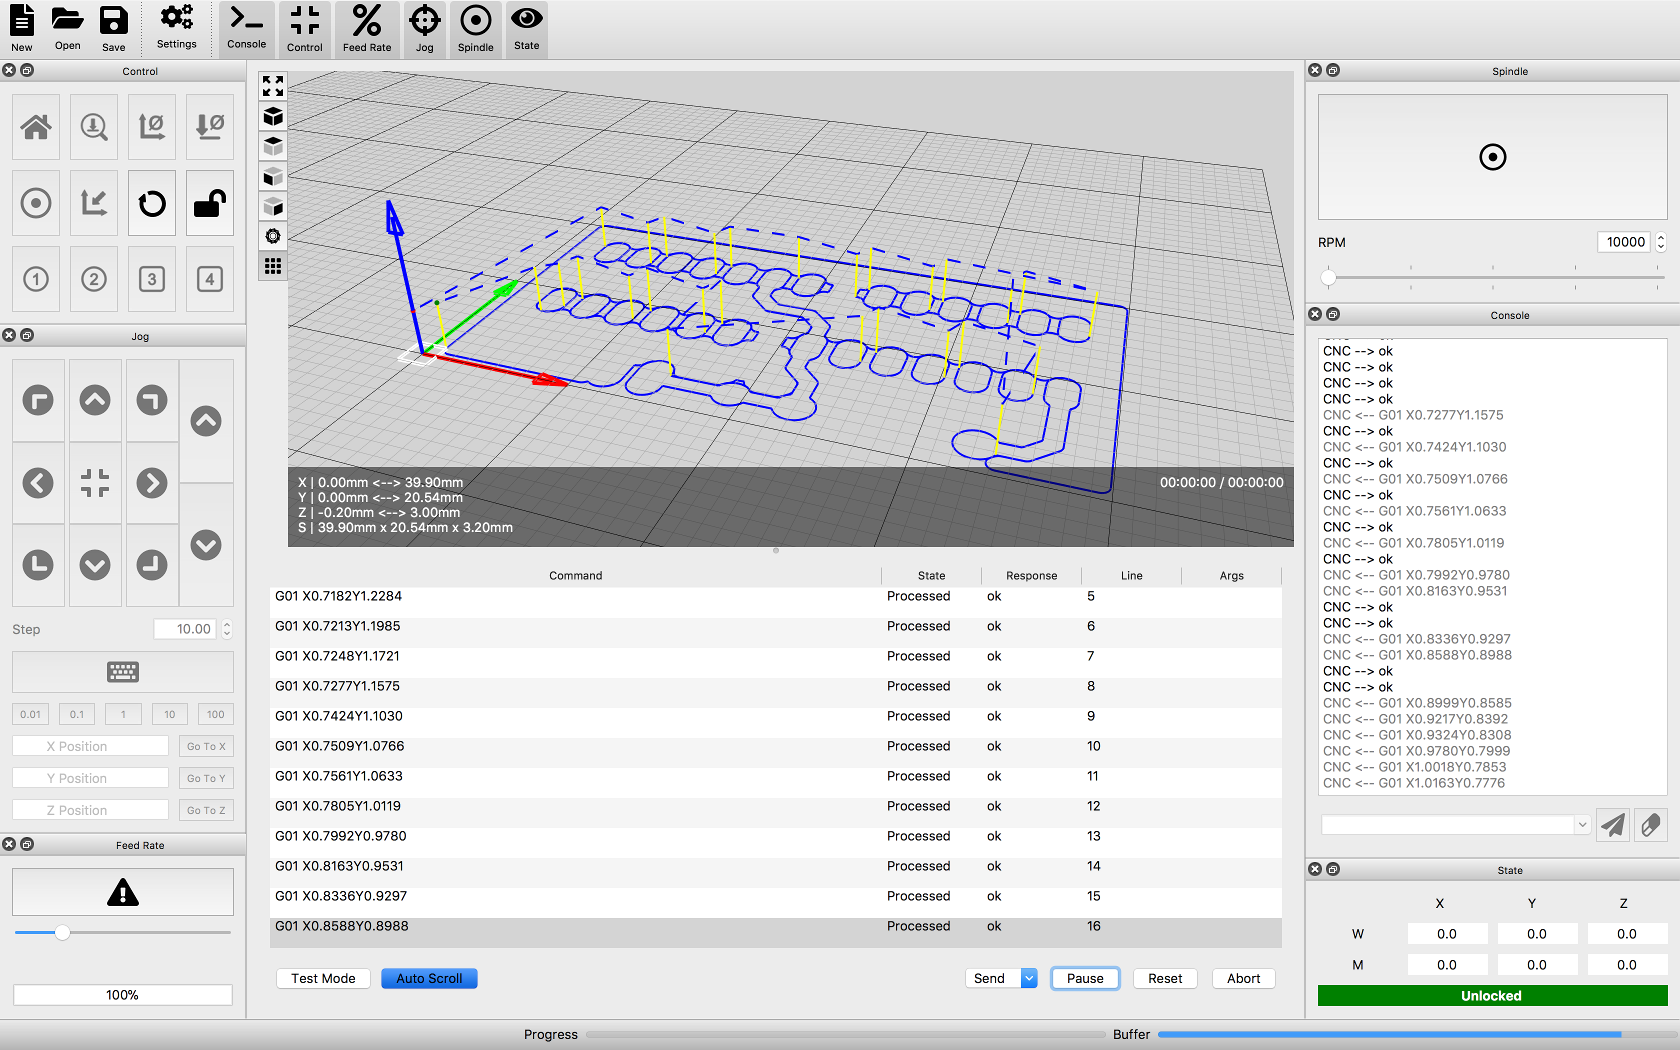 New
Open
Save
Settings
Console
Control
Feed Rate
Jog
Spindle
State
Control
1
2
3
4
Jog
Step
10.00
0.01 0.1 1 10 100
X Position Go To X
Y Position Go To Y
Z Position Go To Z
Feed Rate
100%
X | 0.00mm <--> 39.90mm
Y | 0.00mm <--> 20.54mm
Z | -0.20mm <--> 3.00mm
S | 39.90mm x 20.54mm x 3.20mm
00:00:00 / 00:00:00
Command State Response Line Args
G01 X0.7182Y1.2284 Processed ok 5
G01 X0.7213Y1.1985 Processed ok 6
G01 X0.7248Y1.1721 Processed ok 7
G01 X0.7277Y1.1575 Processed ok 8
G01 X0.7424Y1.1030 Processed ok 9
G01 X0.7509Y1.0766 Processed ok 10
G01 X0.7561Y1.0633 Processed ok 11
G01 X0.7805Y1.0119 Processed ok 12
G01 X0.7992Y0.9780 Processed ok 13
G01 X0.8163Y0.9531 Processed ok 14
G01 X0.8336Y0.9297 Processed ok 15
G01 X0.8588Y0.8988 Processed ok 16
Test Mode Auto Scroll Send Pause Reset Abort
Spindle
RPM 10000
Console
CNC --> ok
CNC --> ok
CNC --> ok
CNC --> ok
CNC <-- G01 X0.7277Y1.1575
CNC --> ok
CNC <-- G01 X0.7424Y1.1030
CNC --> ok
CNC <-- G01 X0.7509Y1.0766
CNC --> ok
CNC <-- G01 X0.7561Y1.0633
CNC --> ok
CNC <-- G01 X0.7805Y1.0119
CNC --> ok
CNC <-- G01 X0.7992Y0.9780
CNC <-- G01 X0.8163Y0.9531
CNC --> ok
CNC --> ok
CNC <-- G01 X0.8336Y0.9297
CNC <-- G01 X0.8588Y0.8988
CNC --> ok
CNC --> ok
CNC <-- G01 X0.8999Y0.8585
CNC <-- G01 X0.9217Y0.8392
CNC <-- G01 X0.9324Y0.8308
CNC <-- G01 X0.9780Y0.7999
CNC <-- G01 X1.0018Y0.7853
CNC <-- G01 X1.0163Y0.7776
State
X Y Z
W 0.0 0.0 0.0
M 0.0 0.0 0.0
Unlocked
Progress Buffer